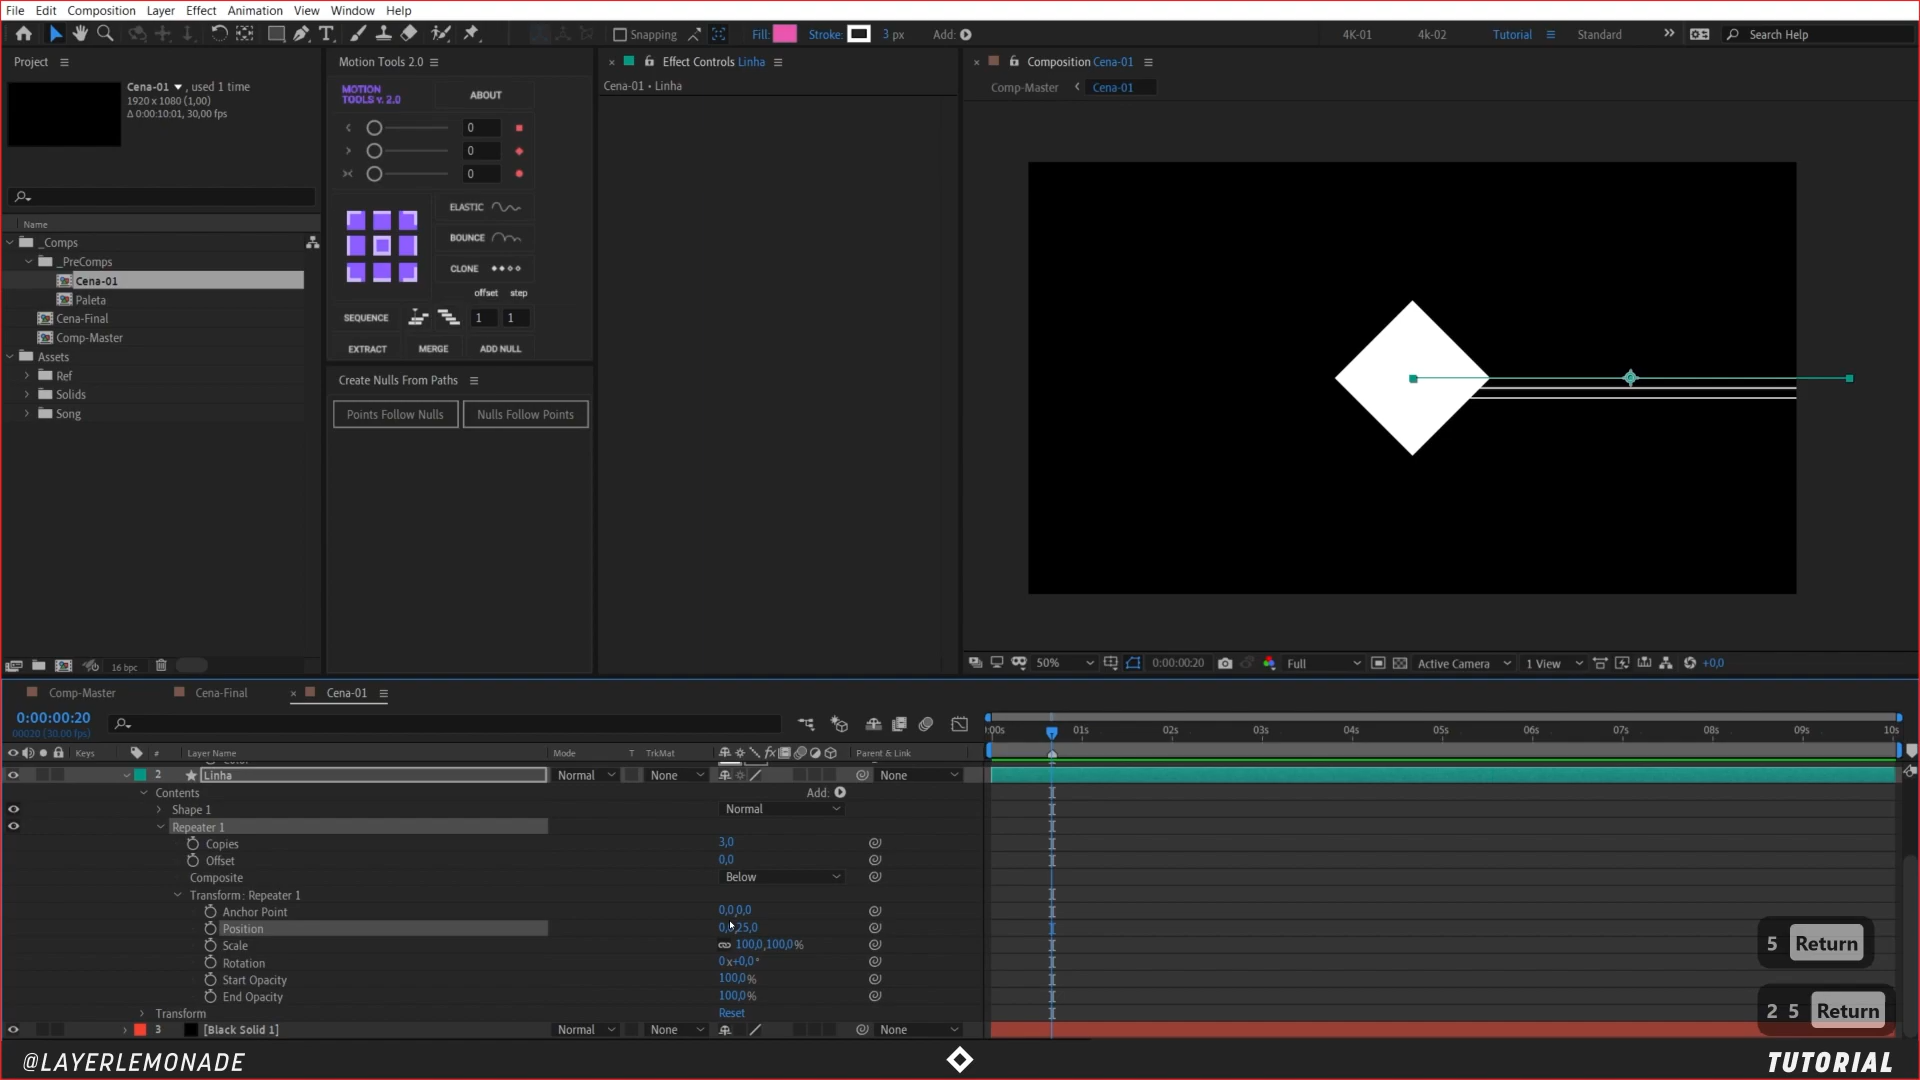 File Edit Composition Layer Effect Animation View Window Help
Snapping Fill: Stroke: 3 px Add: 4K-01 4k-02 Tutorial Standard Search Help
Project
Cena-01 , used 1 time
1920 x 1080 (1,00)
Δ 0:00:10:01, 30,00 fps
Name
_Comps
_PreComps
Cena-01
Paleta
Cena-Final
Comp-Master
Assets
Ref
Solids
Song
16 bpc
Motion Tools 2.0
MOTION
TOOLS v. 2.0
ABOUT
0
0
0
ELASTIC
BOUNCE
CLONE
offset step
SEQUENCE 1 1
EXTRACT MERGE ADD NULL
Create Nulls From Paths
Points Follow Nulls Nulls Follow Points
Effect Controls Linha
Cena-01 • Linha
Composition Cena-01
Comp-Master Cena-01
50% 0:00:00:20 Full Active Camera 1 View +0,0
Comp-Master Cena-Final Cena-01
0:00:00:20
00020 (30.00 fps)
:00s 01s 02s 03s 04s 05s 06s 07s 08s 09s 10s
Keys # Layer Name Mode T TrkMat Parent & Link
2 Linha Normal None None
Contents Add:
Shape 1 Normal
Repeater 1
Copies 3,0
Offset 0,0
Composite Below
Transform: Repeater 1
Anchor Point 0,0,0,0
Position 0,0,25,0
Scale 100,0,100,0%
Rotation 0x+0,0°
Start Opacity 100,0%
End Opacity 100,0%
Transform Reset
3 [Black Solid 1] Normal None None
5 Return
2 5 Return
@LAYERLEMONADE
TUTORIAL